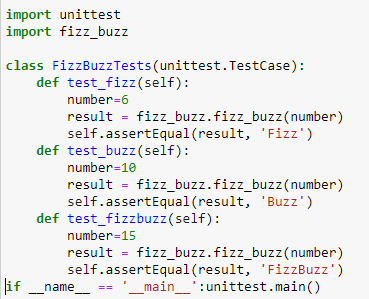 import unittest
import fizz_buzz

class FizzBuzzTests(unittest.TestCase):
    def test_fizz(self):
        number=6
        result = fizz_buzz.fizz_buzz(number)
        self.assertEqual(result, 'Fizz')
    def test_buzz(self):
        number=10
        result = fizz_buzz.fizz_buzz(number)
        self.assertEqual(result, 'Buzz')
    def test_fizzbuzz(self):
        number=15
        result = fizz_buzz.fizz_buzz(number)
        self.assertEqual(result, 'FizzBuzz')
if __name__ == '__main__':unittest.main()